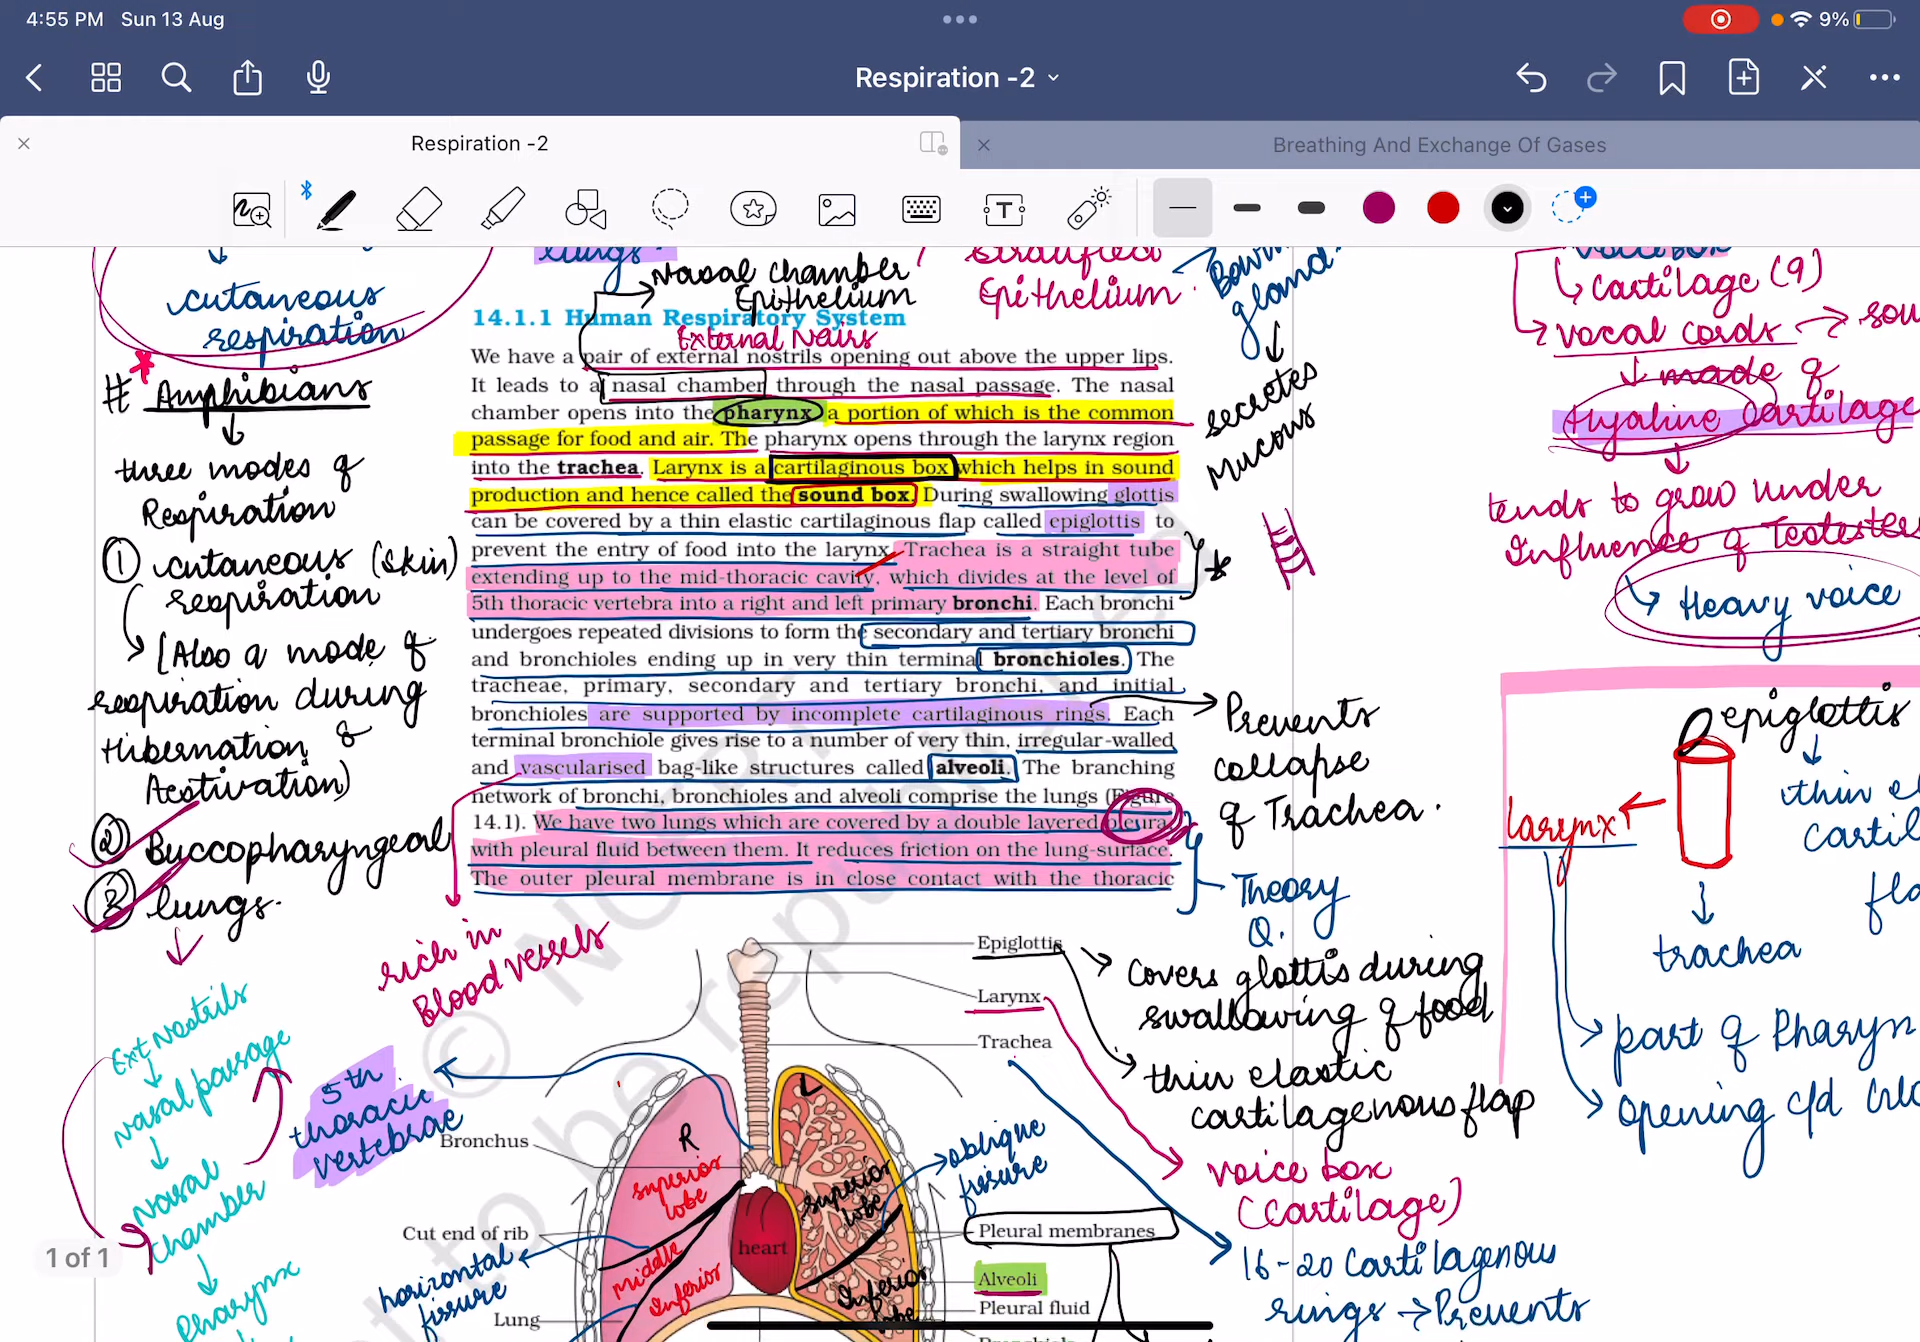 4:55 PM Sun 13 Aug
9%
Respiration -2
Respiration -2
Breathing And Exchange Of Gases
cutaneous
respiration
# Amphibians
three modes of
Respiration
① cutaneous (skin)
respiration
(Also a mode of
respiration during
Hibernation &
Aestivation)
② Buccopharyngeal
③ lungs.
Ext Nostrils
Nasal passage
Nasal
chamber
Pharynx
1 of 1
lungs
Nasal chamber
Epithelium
stratified
Epithelium.
gland.
secretes
Mucous
14.1.1 Human Respiratory System
External Nairs
We have a pair of external nostrils opening out above the upper lips.
It leads to a nasal chamber through the nasal passage. The nasal
chamber opens into the pharynx a portion of which is the common
passage for food and air. The pharynx opens through the larynx region
into the trachea. Larynx is a cartilaginous box which helps in sound
production and hence called the sound box. During swallowing glottis
can be covered by a thin elastic cartilaginous flap called epiglottis to
prevent the entry of food into the larynx. Trachea is a straight tube
extending up to the mid-thoracic cavity, which divides at the level of
5th thoracic vertebra into a right and left primary bronchi. Each bronchi
undergoes repeated divisions to form the secondary and tertiary bronchi
and bronchioles ending up in very thin terminal bronchioles. The
tracheae, primary, secondary and tertiary bronchi, and initial
bronchioles are supported by incomplete cartilaginous rings. Each
terminal bronchiole gives rise to a number of very thin, irregular-walled
and vascularised bag-like structures called alveoli. The branching
network of bronchi, bronchioles and alveoli comprise the lungs (Figure
14.1). We have two lungs which are covered by a double layered pleura,
with pleural fluid between them. It reduces friction on the lung-surface.
The outer pleural membrane is in close contact with the thoracic
Prevents
collapse
of Trachea.
Theory
Q.
rich in
Blood vessels
5th
thoracic
vertebrae
Epiglottis
Larynx
Trachea
Bronchus
Cut end of rib
Lung
heart
Pleural membranes
Alveoli
Pleural fluid
R
superior
lobe
middle
Inferior
L
superior
lobe
Inferior
lobe
horizontal
fissure
oblique
fissure
covers glottis during
swallowing of food
thin elastic
cartilagenous flap
voice box
(cartilage)
16-20 Cartilagenous
rings → Prevents
Cartilage (9)
vocal cords →
made of
Hyaline Cartilage
tends to grow under
Influence of
Heavy voice
epiglottis
thin
larynx
trachea
part of
opening